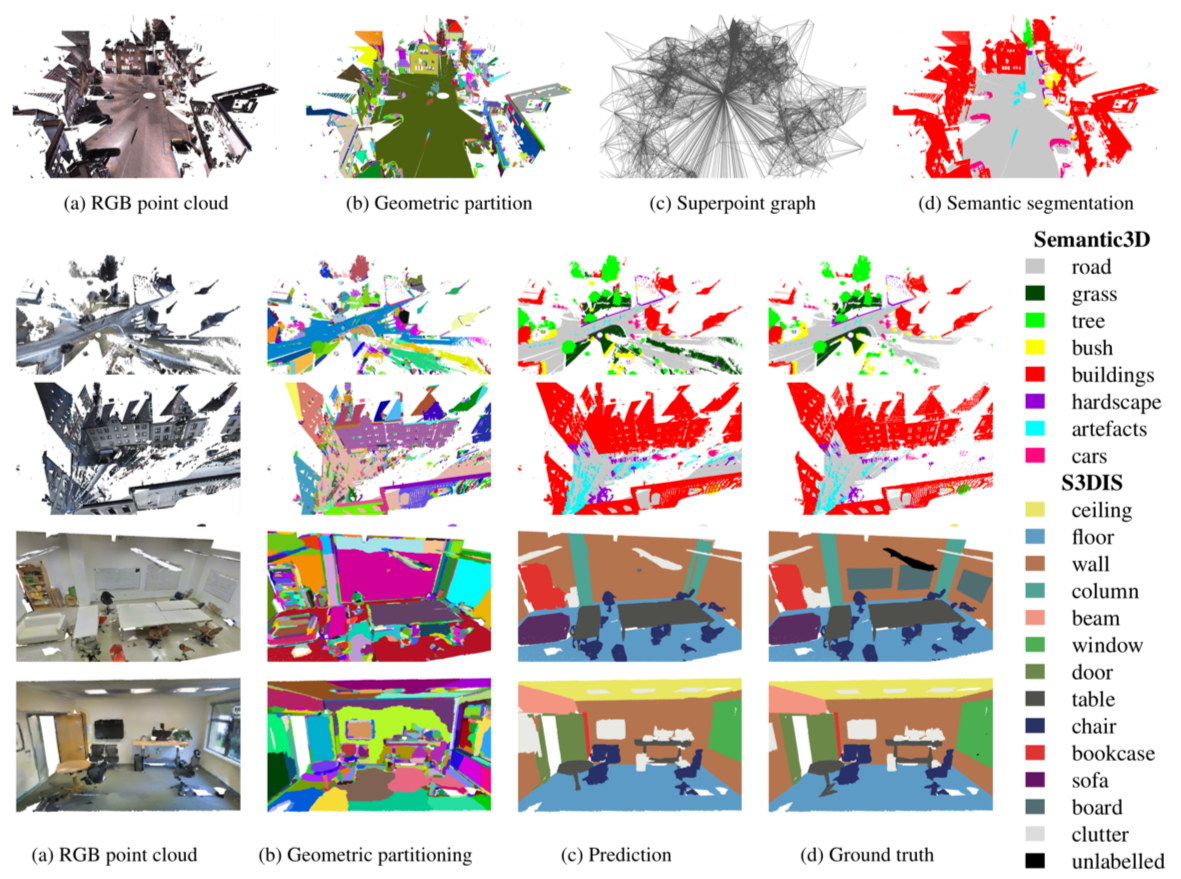 (a) RGB point cloud
(b) Geometric partition
(c) Superpoint graph
(d) Semantic segmentation
Semantic3D
road
grass
tree
bush
buildings
hardscape
artefacts
cars
S3DIS
ceiling
floor
wall
column
beam
window
door
table
chair
bookcase
sofa
board
clutter
unlabelled
(a) RGB point cloud
(b) Geometric partitioning
(c) Prediction
(d) Ground truth